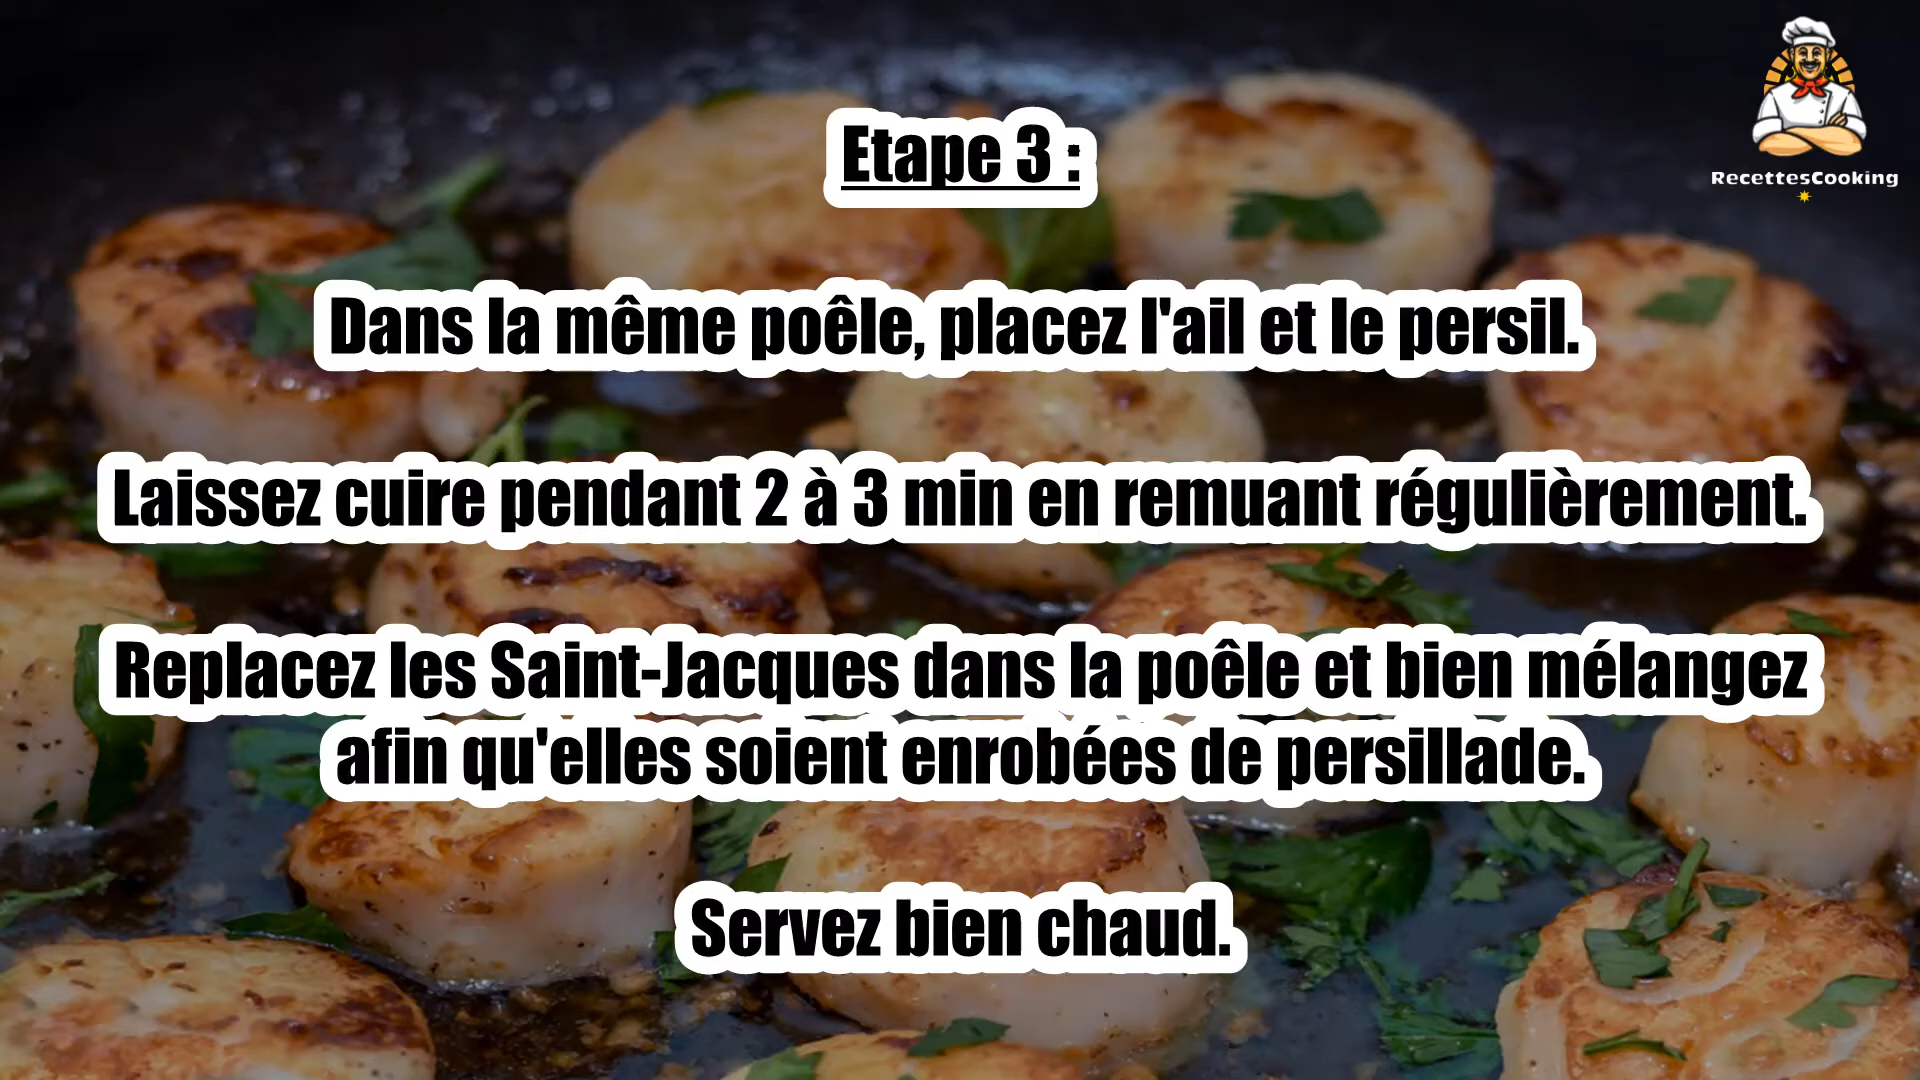 RecettesCooking
Etape 3 :
Dans la même poêle, placez l'ail et le persil.
Laissez cuire pendant 2 à 3 min en remuant régulièrement.
Replacez les Saint-Jacques dans la poêle et bien mélangez
afin qu'elles soient enrobées de persillade.
Servez bien chaud.